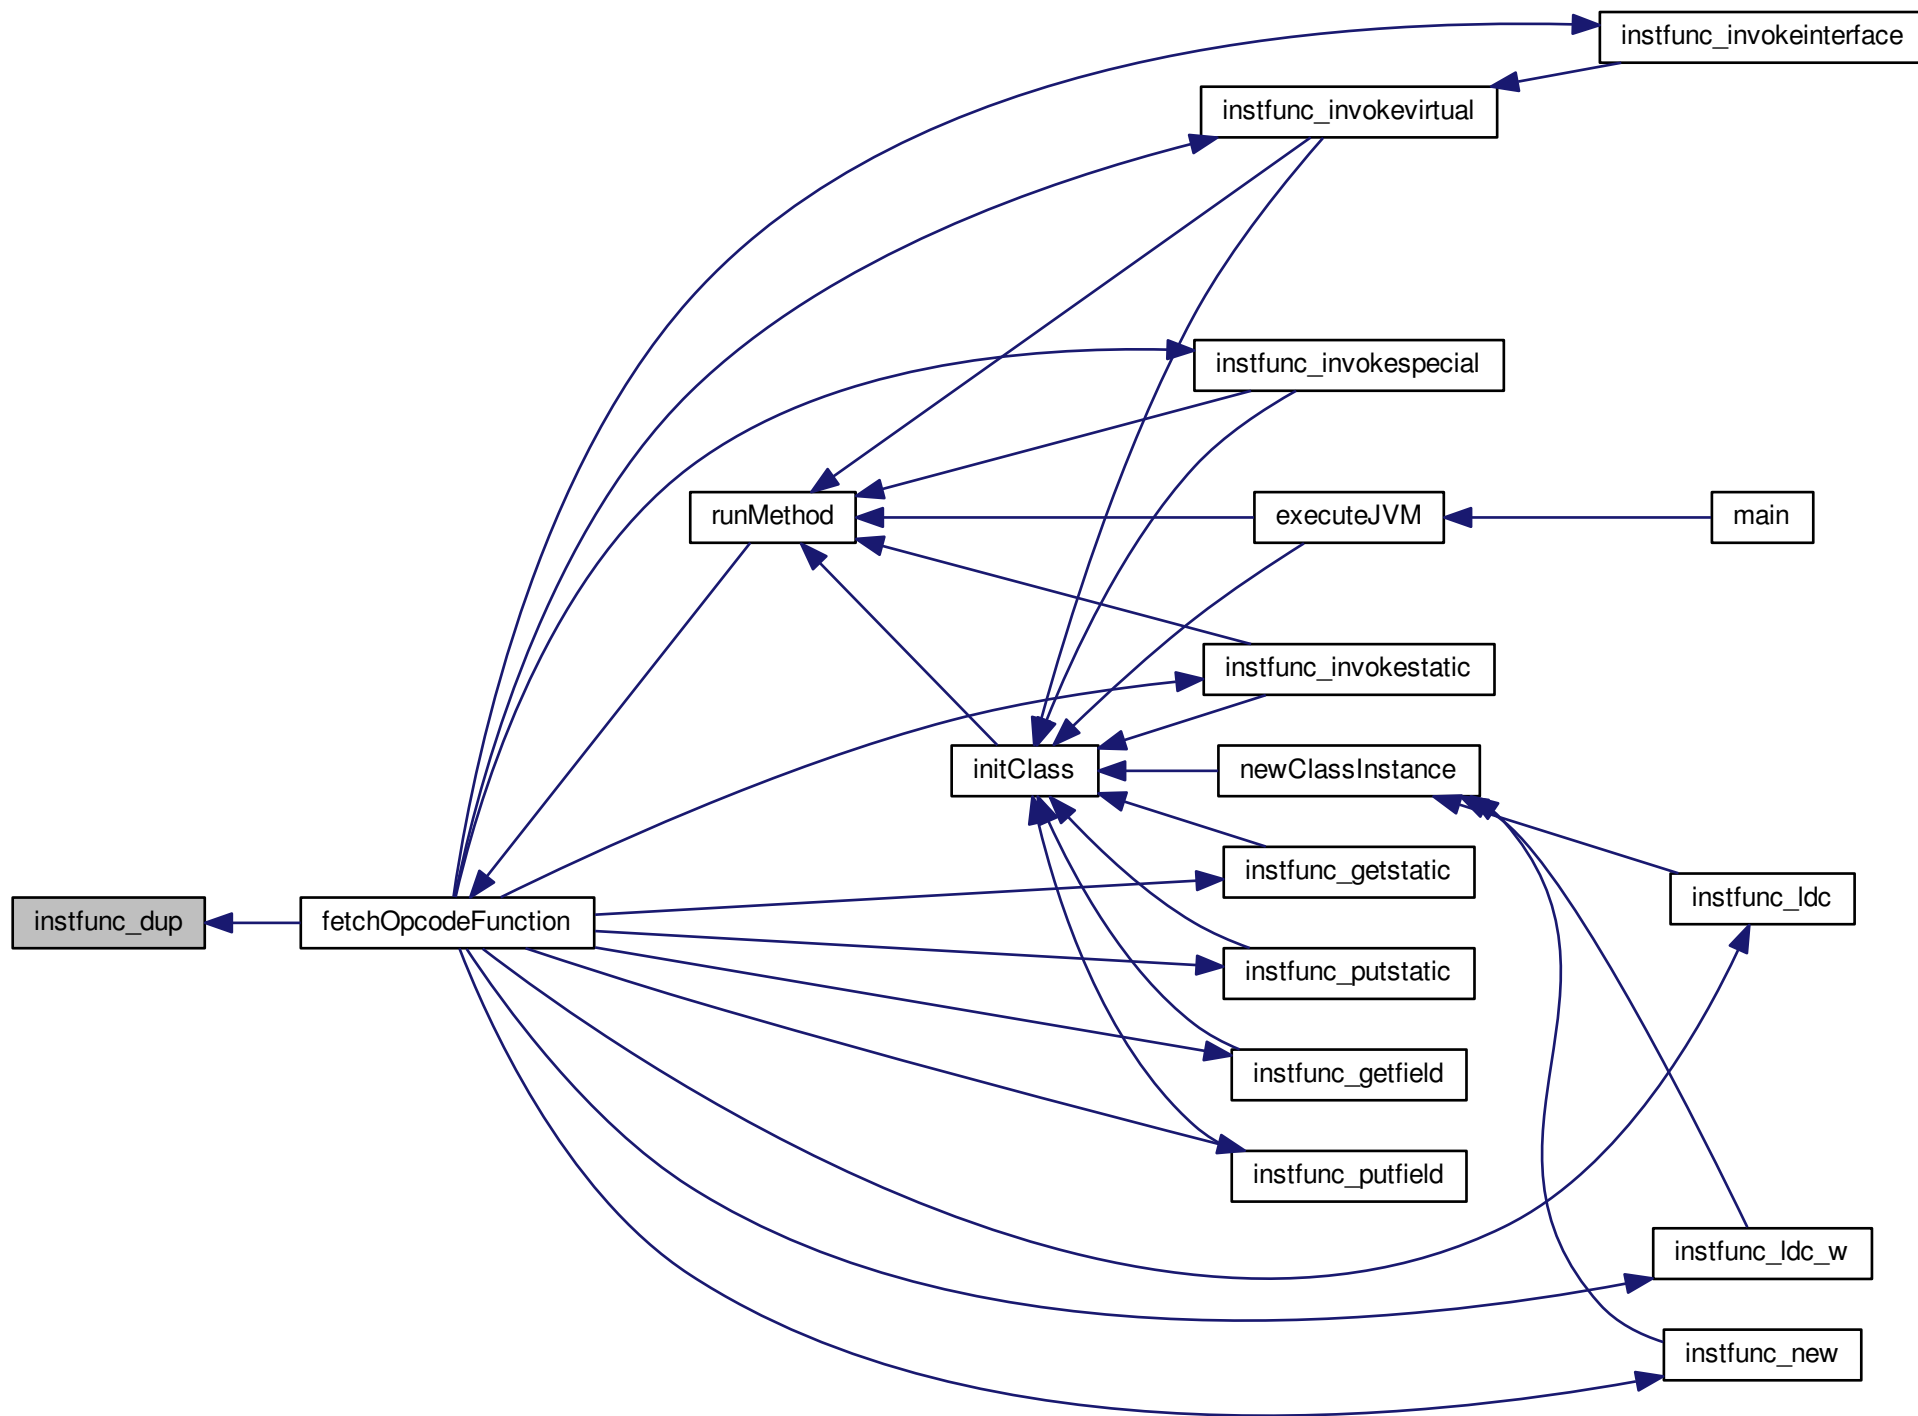 instfunc_invokeinterface
instfunc_invokevirtual
instfunc_invokespecial
runMethod
executeJVM
main
instfunc_invokestatic
initClass
newClassInstance
instfunc_getstatic
instfunc_ldc
instfunc_dup
fetchOpcodeFunction
instfunc_putstatic
instfunc_getfield
instfunc_putfield
instfunc_ldc_w
instfunc_new